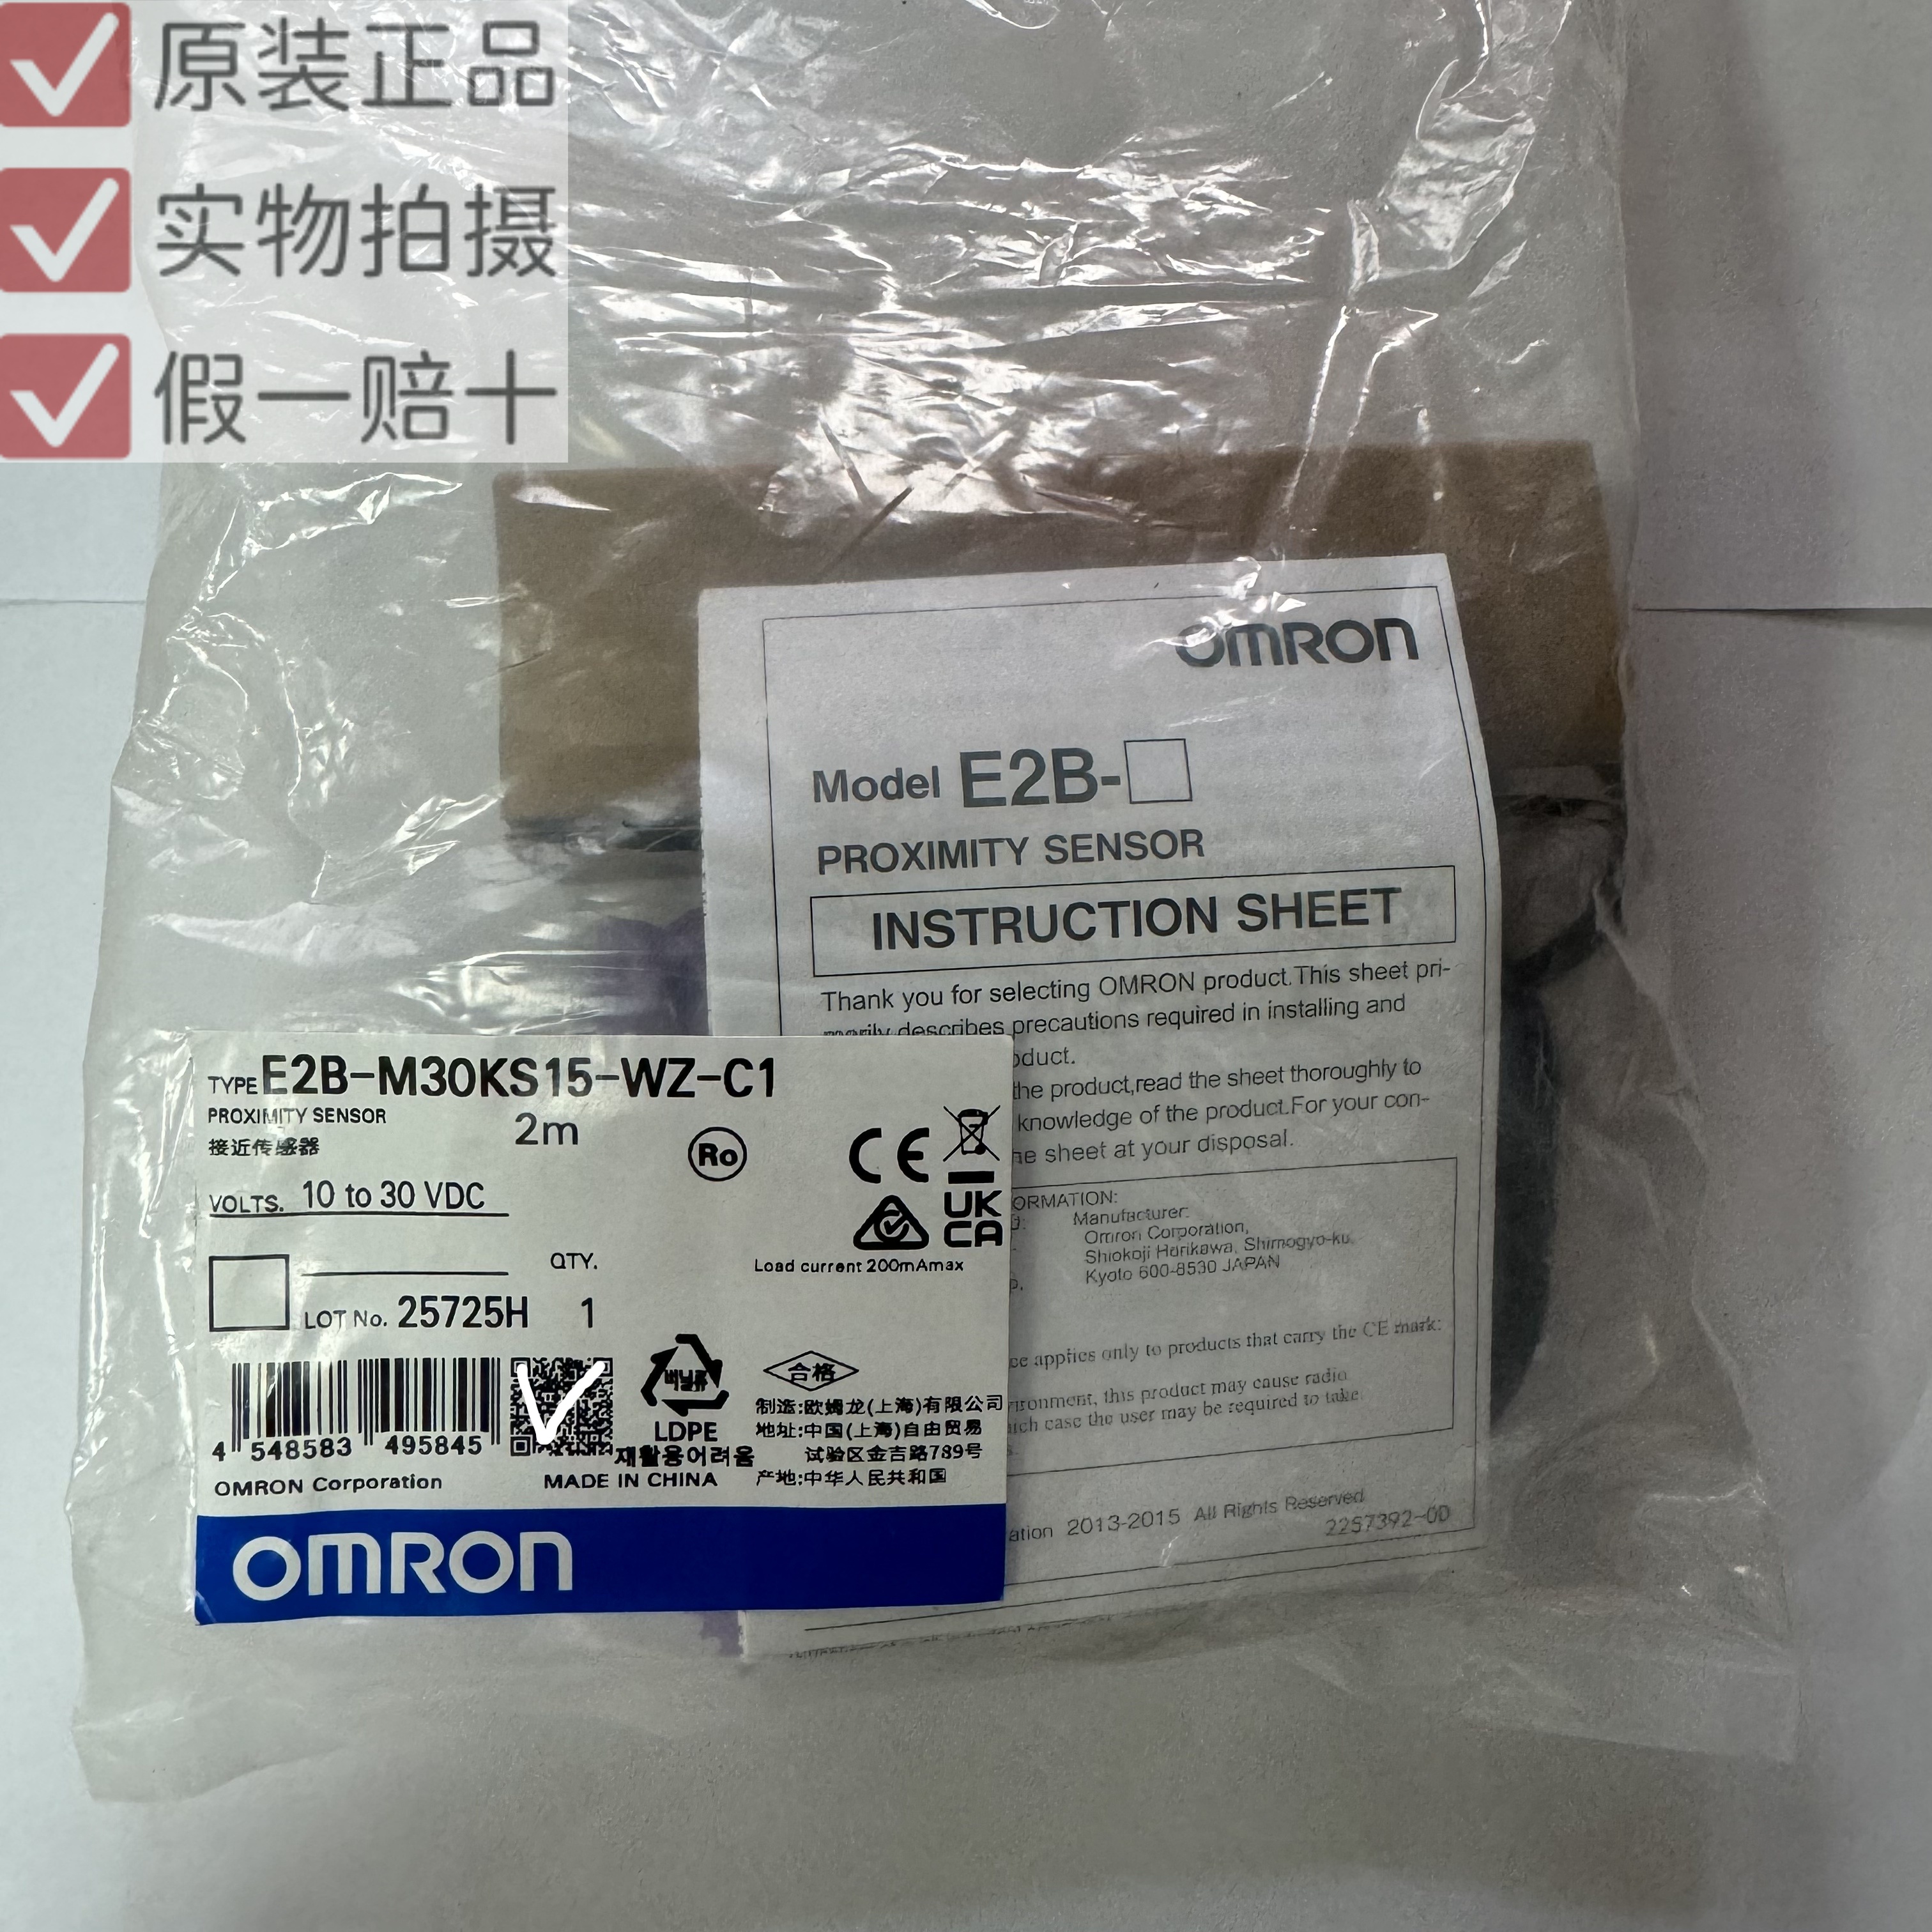 原装正品
实物拍摄
假一赔十
OMRON
Model E2B-
PROXIMITY SENSOR
INSTRUCTION SHEET
Thank you for selecting OMRON product.This sheet pri-
describes precautions required in installing and
the product,read the sheet thoroughly to
knowledge of the product.For your con-
sheet at your disposal.
Manufacturer:
Omron Corporation,
Shiokoji Horikawa, Shimogyo-ku,
Kyoto 600-8530 JAPAN
applies only to products that carry the CE mark:
this product may cause radio
case the user may be required to take
2013-2015 All Rights Reserved
2257392-0D
TYPE E2B-M30KS15-WZ-C1
PROXIMITY SENSOR 2m
接近传感器
Ro
CE
UK
CA
VOLTS. 10 to 30 VDC
Load current 200mAmax
QTY.
LOT No. 25725H 1
비닐류
LDPE
재활용어려움
合格
制造:欧姆龙(上海)有限公司
地址:中国(上海)自由贸易
试验区金吉路789号
产地:中华人民共和国
4 548583 495845
OMRON Corporation MADE IN CHINA
OMRON